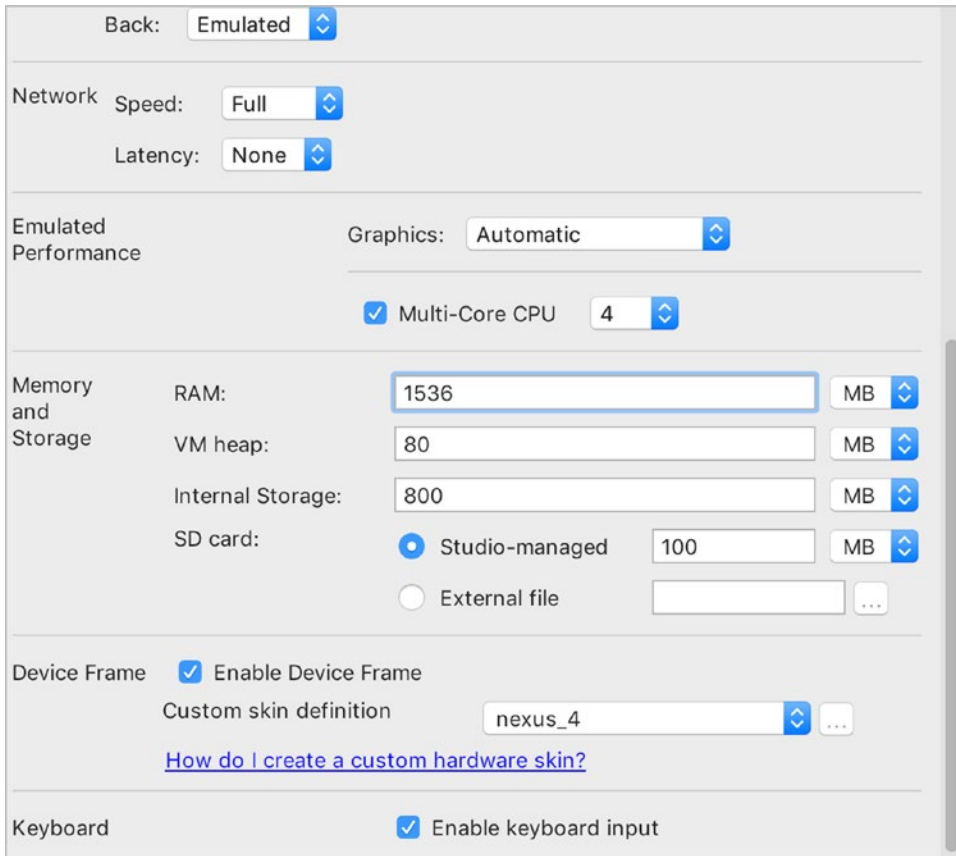 Back: Emulated
Network Speed: Full
Latency: None
Emulated
Performance
Graphics: Automatic
Multi-Core CPU 4
Memory
and
Storage
RAM: 1536 MB
VM heap: 80 MB
Internal Storage: 800 MB
SD card: Studio-managed 100 MB
External file ...
Device Frame Enable Device Frame
Custom skin definition nexus_4 ...
How do I create a custom hardware skin?
Keyboard Enable keyboard input